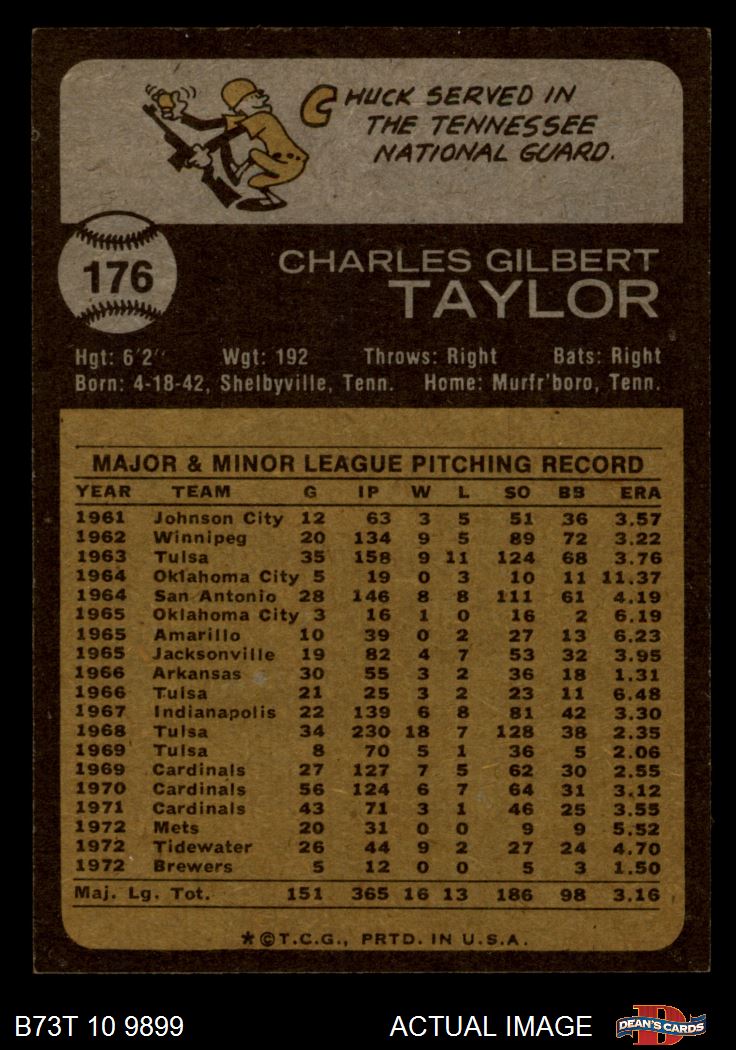 CHUCK SERVED IN
THE TENNESSEE
NATIONAL GUARD.
176
CHARLES GILBERT
TAYLOR
Hgt: 6'2" Wgt: 192 Throws: Right Bats: Right
Born: 4-18-42, Shelbyville, Tenn. Home: Murfr'boro, Tenn.
MAJOR & MINOR LEAGUE PITCHING RECORD
YEAR TEAM G IP W L SO BB ERA
1961 Johnson City 12 63 3 5 51 36 3.57
1962 Winnipeg 20 134 9 5 89 72 3.22
1963 Tulsa 35 158 9 11 124 68 3.76
1964 Oklahoma City 5 19 0 3 10 11 11.37
1964 San Antonio 28 146 8 8 111 61 4.19
1965 Oklahoma City 3 16 1 0 16 2 6.19
1965 Amarillo 10 39 0 2 27 13 6.23
1965 Jacksonville 19 82 4 7 53 32 3.95
1966 Arkansas 30 55 3 2 36 18 1.31
1966 Tulsa 21 25 3 2 23 11 6.48
1967 Indianapolis 22 139 6 8 81 42 3.30
1968 Tulsa 34 230 18 7 128 38 2.35
1969 Tulsa 8 70 5 1 36 5 2.06
1969 Cardinals 27 127 7 5 62 30 2.55
1970 Cardinals 56 124 6 7 64 31 3.12
1971 Cardinals 43 71 3 1 46 25 3.55
1972 Mets 20 31 0 0 9 9 5.52
1972 Tidewater 26 44 9 2 27 24 4.70
1972 Brewers 5 12 0 0 5 3 1.50
Maj. Lg. Tot. 151 365 16 13 186 98 3.16
*©T.C.G., PRTD. IN U.S.A.
B73T 10 9899 ACTUAL IMAGE DEAN'S CARDS